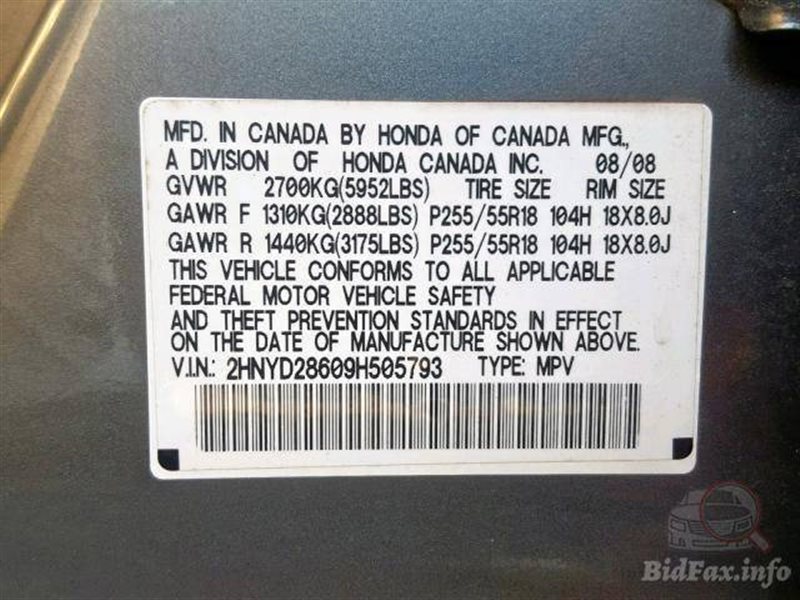 MFD. IN CANADA BY HONDA OF CANADA MFG.,
A DIVISION OF HONDA CANADA INC. 08/08
GVWR 2700KG(5952LBS) TIRE SIZE RIM SIZE
GAWR F 1310KG(2888LBS) P255/55R18 104H 18X8.0J
GAWR R 1440KG(3175LBS) P255/55R18 104H 18X8.0J
THIS VEHICLE CONFORMS TO ALL APPLICABLE
FEDERAL MOTOR VEHICLE SAFETY
AND THEFT PREVENTION STANDARDS IN EFFECT
ON THE DATE OF MANUFACTURE SHOWN ABOVE.
V.I.N.: 2HNYD28609H505793 TYPE: MPV
BidFax.info